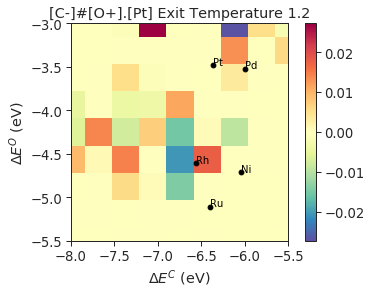 [C-]#[O+].[Pt] Exit Temperature 1.2
−3.0
−3.5
−4.0
−4.5
−5.0
−5.5
ΔE^O (eV)
Pt
Pd
Rh
Ni
Ru
−8.0 −7.5 −7.0 −6.5 −6.0 −5.5
ΔE^C (eV)
0.02
0.01
0.00
−0.01
−0.02